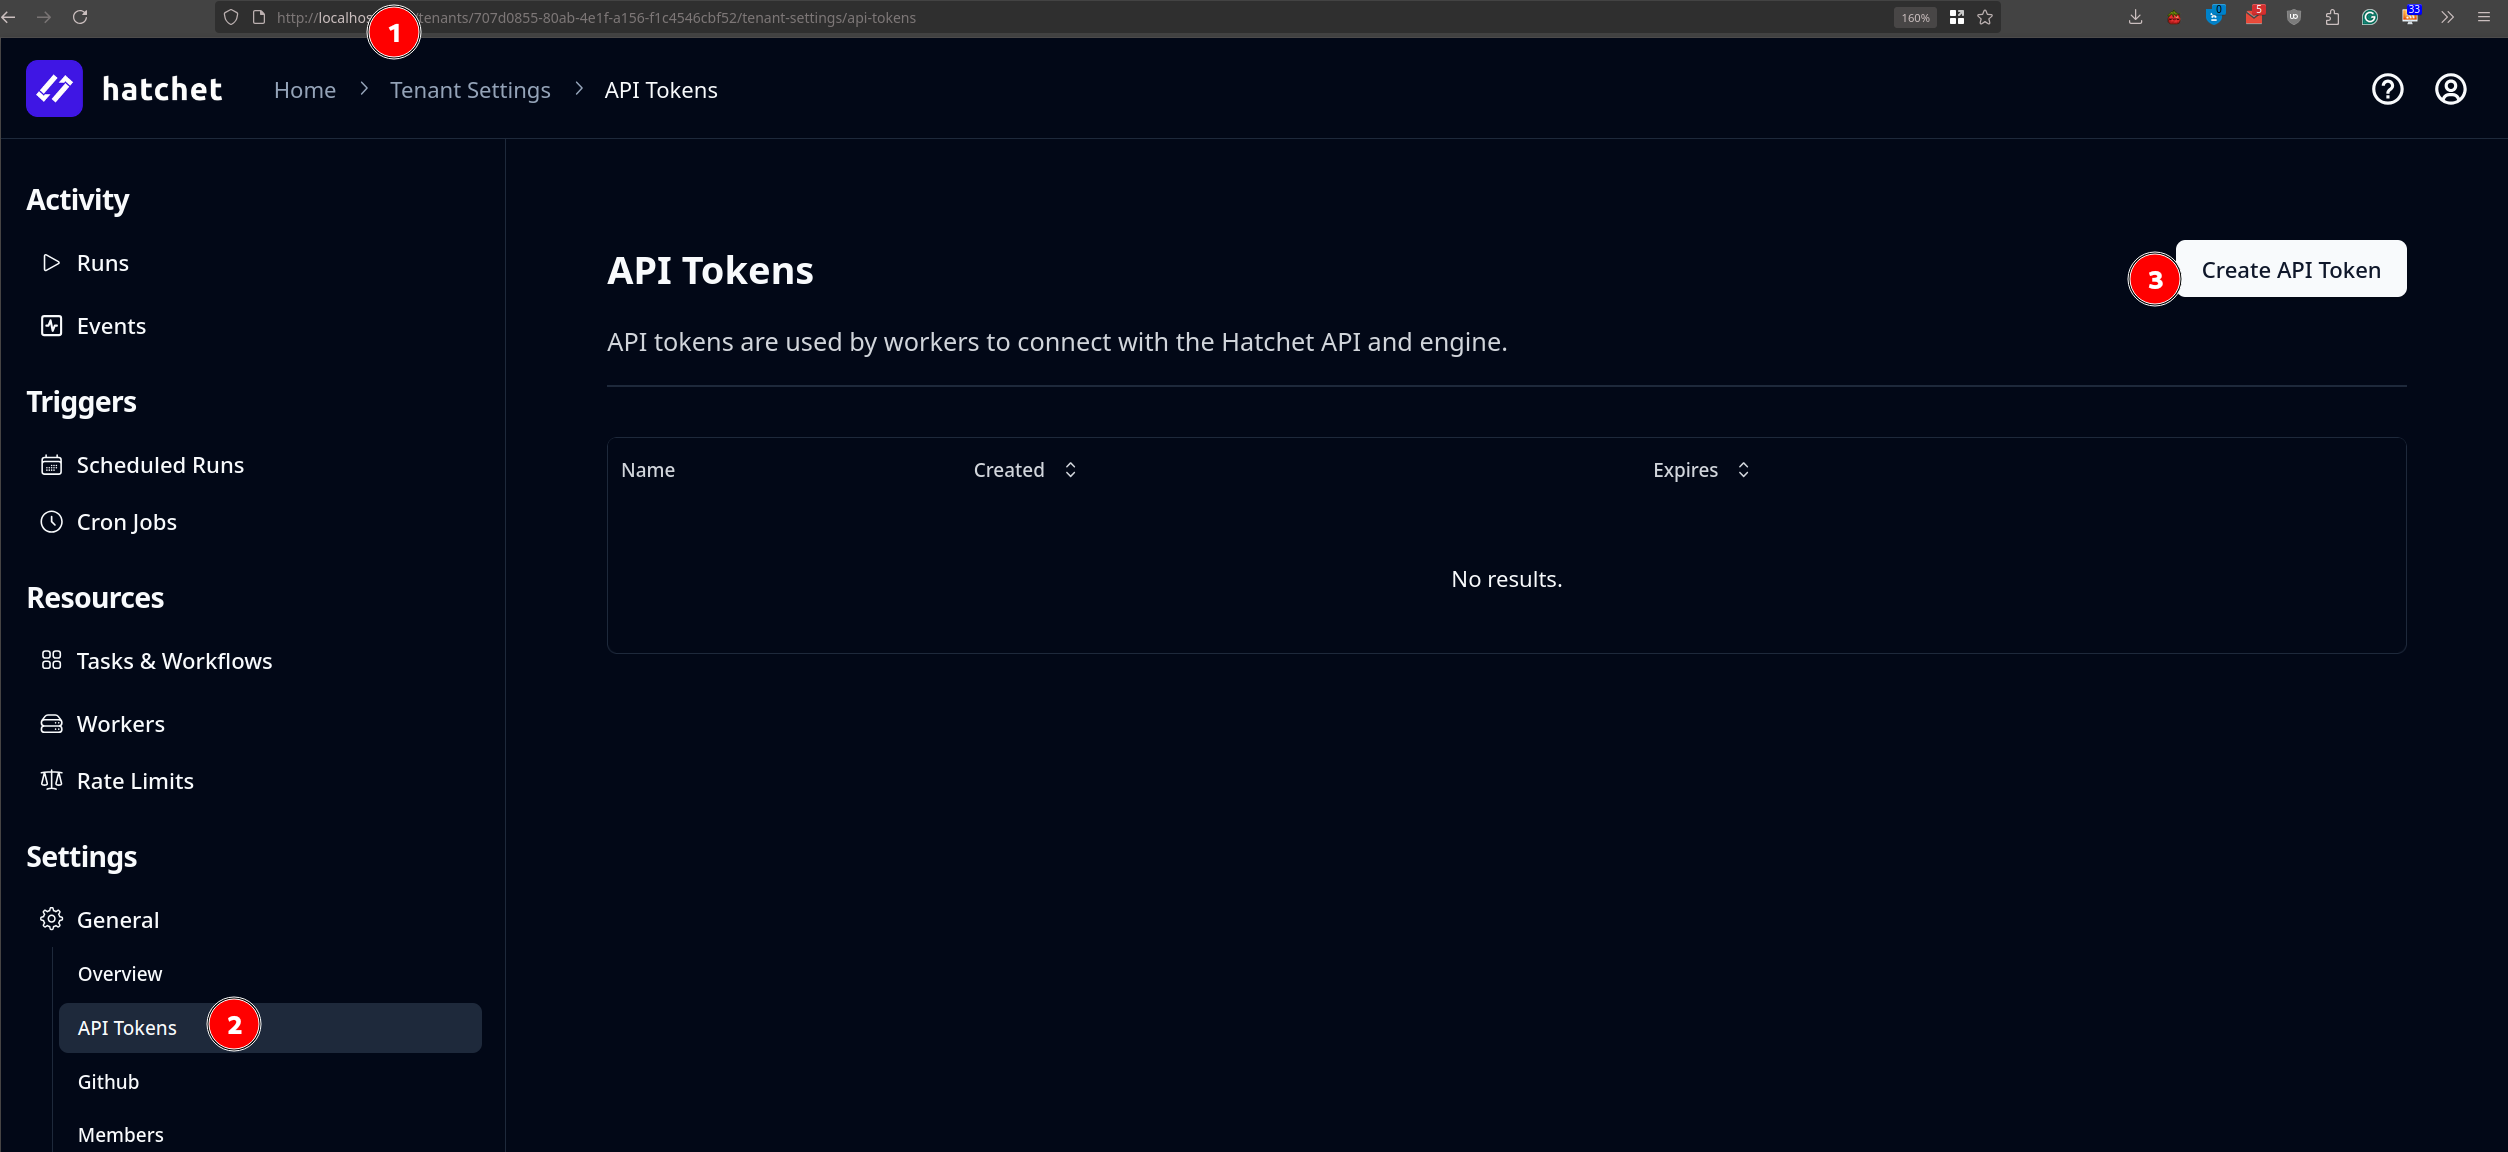 http://localhos tenants/707d0855-80ab-4e1f-a156-f1c4546cbf52/tenant-settings/api-tokens
160%
0
5
33
1
hatchet
Home > Tenant Settings > API Tokens
Activity
Runs
Events
Triggers
Scheduled Runs
Cron Jobs
Resources
Tasks & Workflows
Workers
Rate Limits
Settings
General
Overview
API Tokens
2
Github
Members
API Tokens
3
Create API Token
API tokens are used by workers to connect with the Hatchet API and engine.
Name Created Expires
No results.